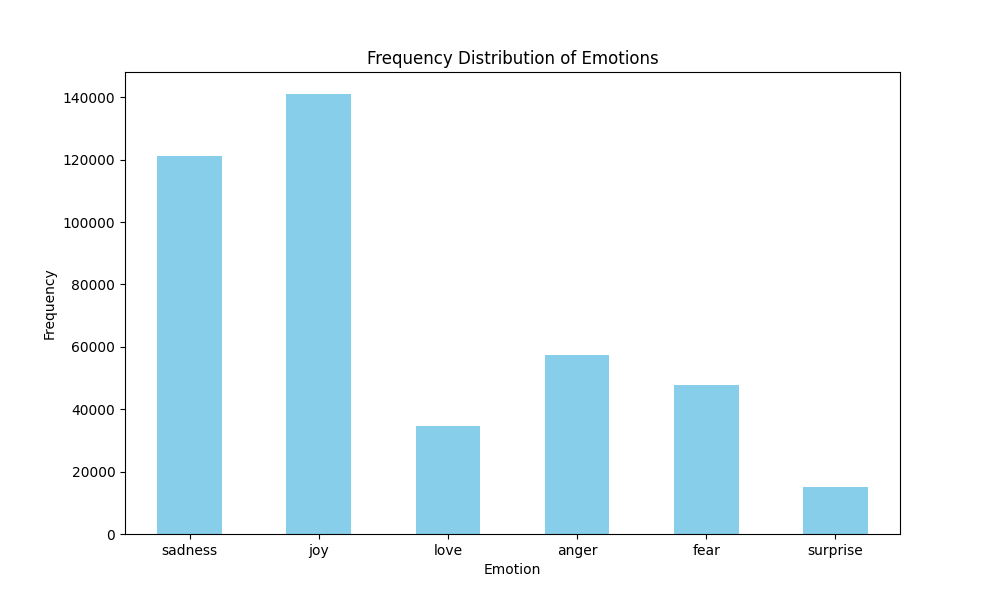 Frequency Distribution of Emotions
140000
120000
100000
80000
60000
40000
20000
0
Frequency
sadness joy love anger fear surprise
Emotion